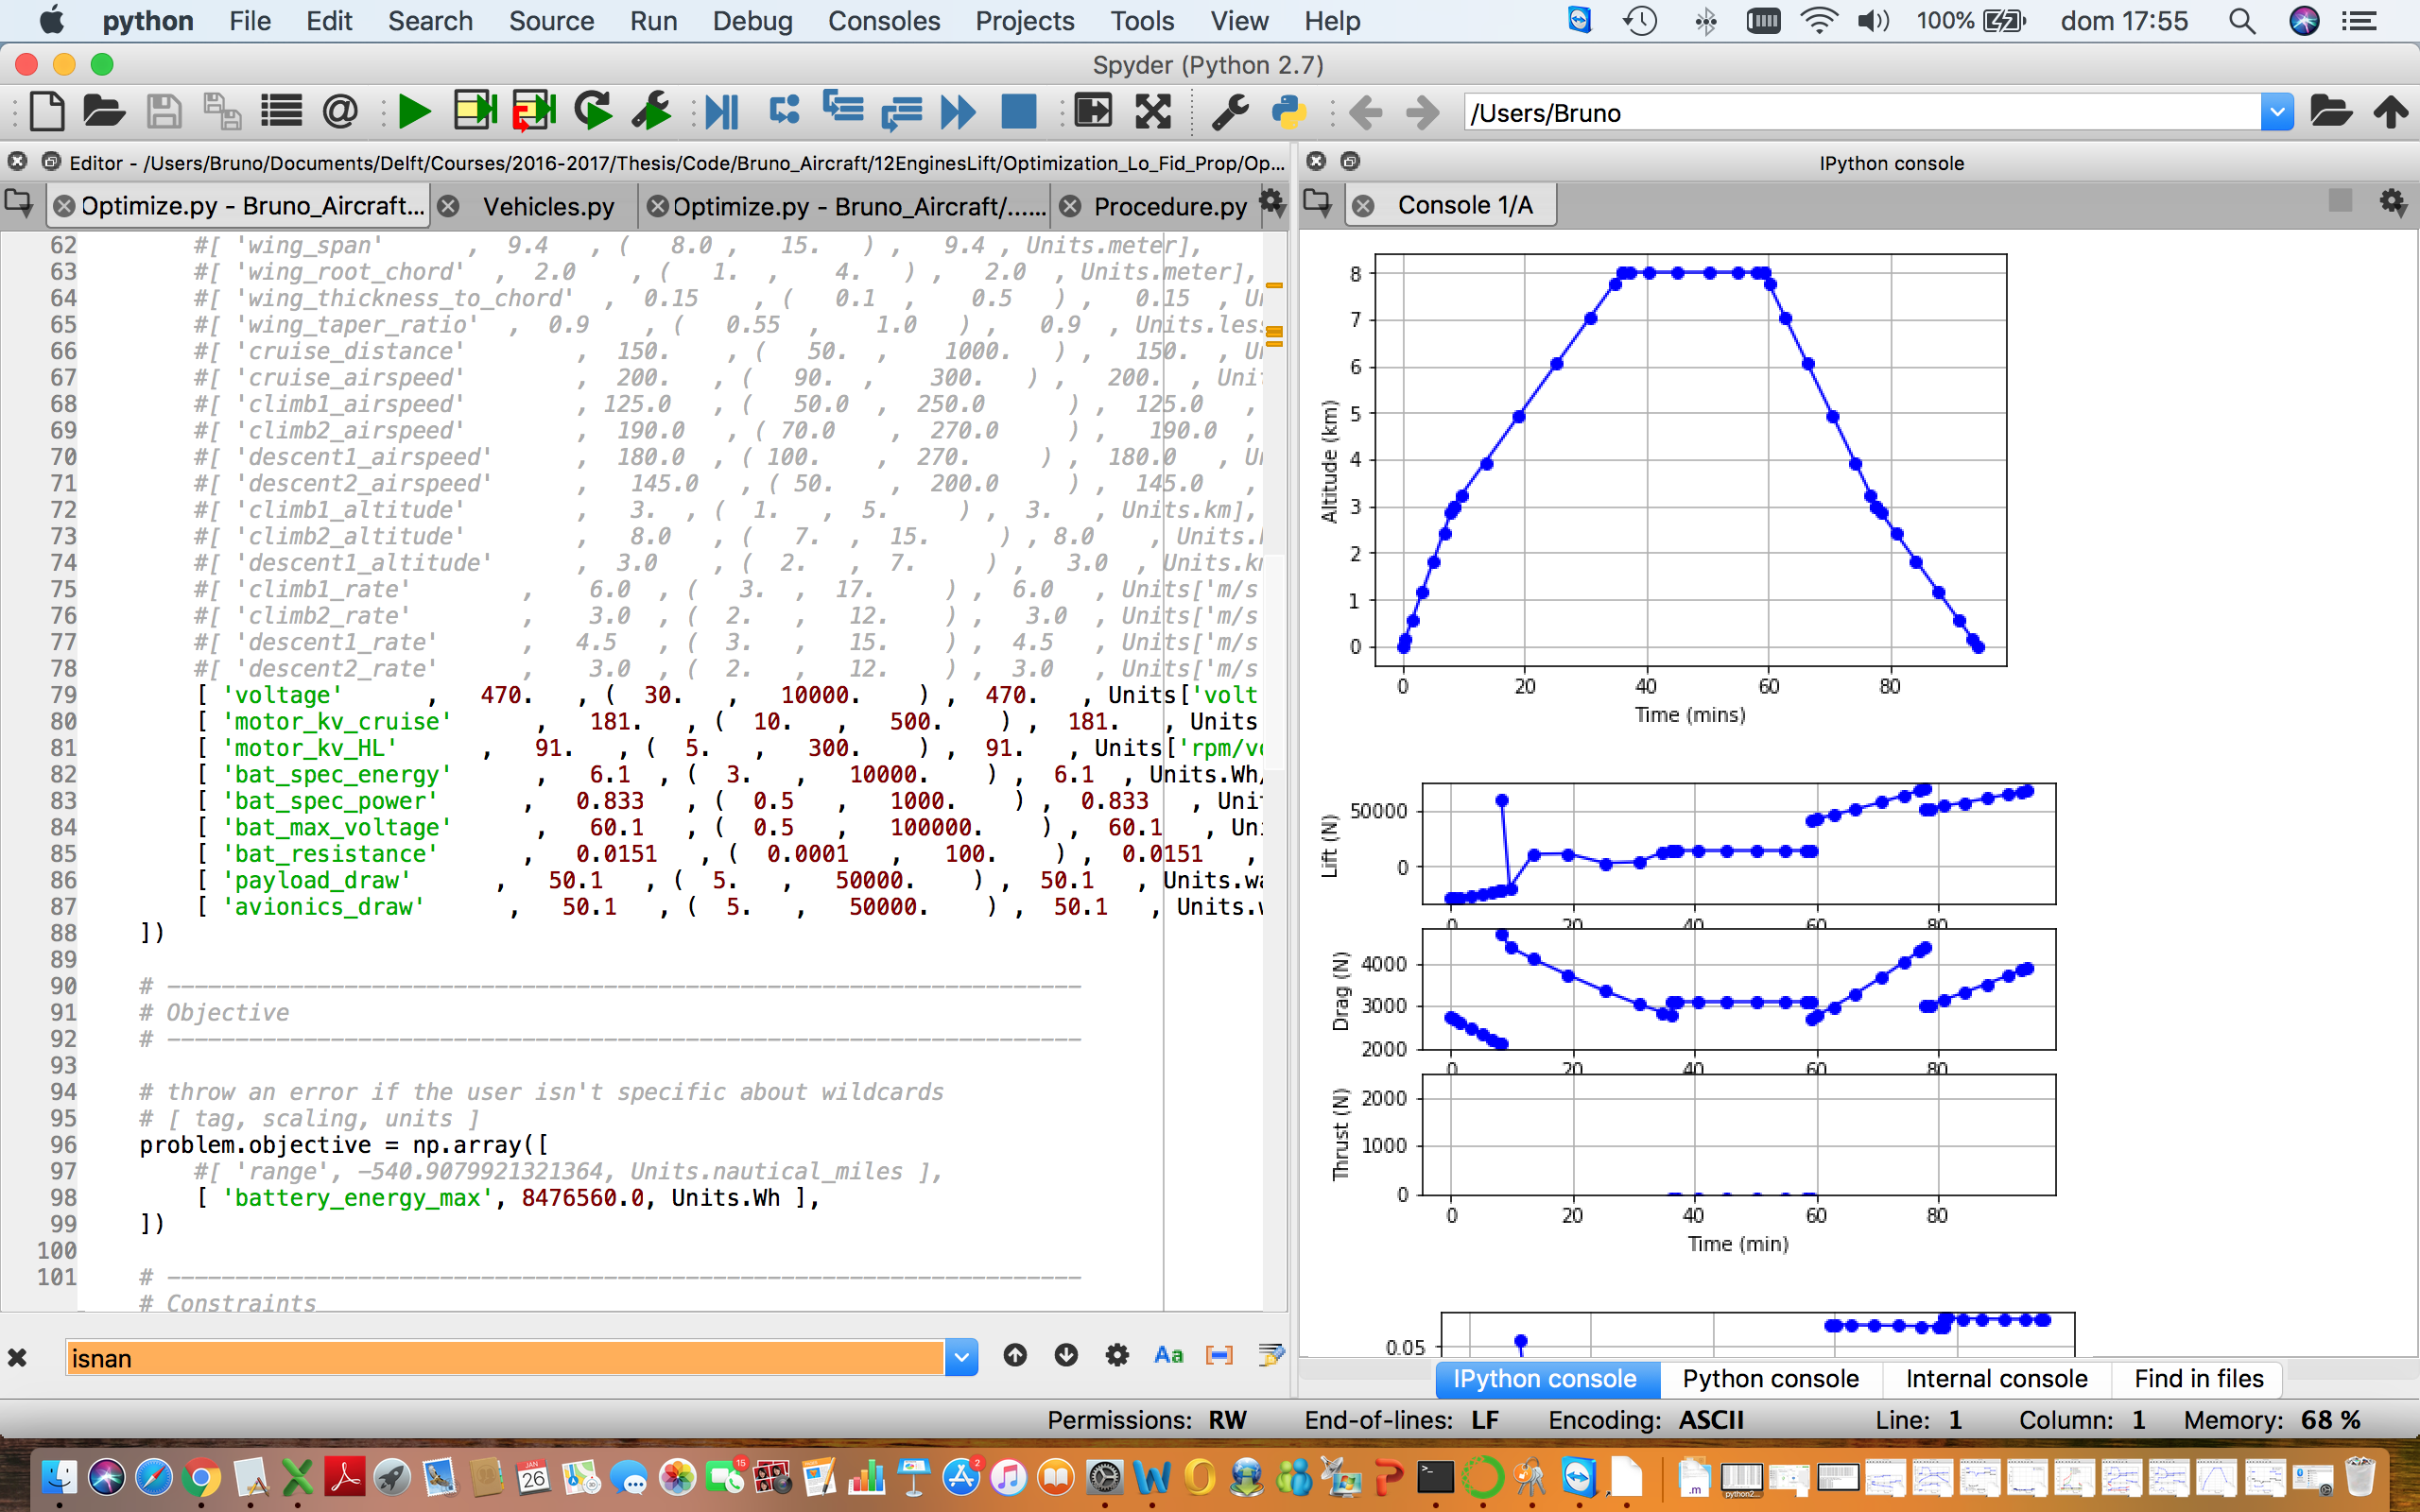 python File Edit Search Source Run Debug Consoles Projects Tools View Help 100% dom 17:55
Spyder (Python 2.7)
/Users/Bruno
Editor - /Users/Bruno/Documents/Delft/Courses/2016-2017/Thesis/Code/Bruno_Aircraft/12EnginesLift/Optimization_Lo_Fid_Prop/Op...
Optimize.py - Bruno_Aircraft... Vehicles.py Optimize.py - Bruno_Aircraft/...... Procedure.py
62 #[ 'wing_span' , 9.4 , ( 8.0 , 15. ) , 9.4 , Units.meter],
63 #[ 'wing_root_chord' , 2.0 , ( 1. , 4. ) , 2.0 , Units.meter],
64 #[ 'wing_thickness_to_chord' , 0.15 , ( 0.1 , 0.5 ) , 0.15 , U
65 #[ 'wing_taper_ratio' , 0.9 , ( 0.55 , 1.0 ) , 0.9 , Units.les
66 #[ 'cruise_distance' , 150. , ( 50. , 1000. ) , 150. , U
67 #[ 'cruise_airspeed' , 200. , ( 90. , 300. ) , 200. , Uni
68 #[ 'climb1_airspeed' , 125.0 , ( 50.0 , 250.0 ) , 125.0 ,
69 #[ 'climb2_airspeed' , 190.0 , ( 70.0 , 270.0 ) , 190.0 ,
70 #[ 'descent1_airspeed' , 180.0 , ( 100. , 270. ) , 180.0 , U
71 #[ 'descent2_airspeed' , 145.0 , ( 50. , 200.0 ) , 145.0 ,
72 #[ 'climb1_altitude' , 3. , ( 1. , 5. ) , 3. , Units.km],
73 #[ 'climb2_altitude' , 8.0 , ( 7. , 15. ) , 8.0 , Units.
74 #[ 'descent1_altitude' , 3.0 , ( 2. , 7. ) , 3.0 , Units.k
75 #[ 'climb1_rate' , 6.0 , ( 3. , 17. ) , 6.0 , Units['m/s
76 #[ 'climb2_rate' , 3.0 , ( 2. , 12. ) , 3.0 , Units['m/s
77 #[ 'descent1_rate' , 4.5 , ( 3. , 15. ) , 4.5 , Units['m/s
78 #[ 'descent2_rate' , 3.0 , ( 2. , 12. ) , 3.0 , Units['m/s
79 [ 'voltage' , 470. , ( 30. , 10000. ) , 470. , Units['volt
80 [ 'motor_kv_cruise' , 181. , ( 10. , 500. ) , 181. , Units
81 [ 'motor_kv_HL' , 91. , ( 5. , 300. ) , 91. , Units['rpm/v
82 [ 'bat_spec_energy' , 6.1 , ( 3. , 10000. ) , 6.1 , Units.Wh/
83 [ 'bat_spec_power' , 0.833 , ( 0.5 , 1000. ) , 0.833 , Uni
84 [ 'bat_max_voltage' , 60.1 , ( 0.5 , 100000. ) , 60.1 , Un
85 [ 'bat_resistance' , 0.0151 , ( 0.0001 , 100. ) , 0.0151 ,
86 [ 'payload_draw' , 50.1 , ( 5. , 50000. ) , 50.1 , Units.wa
87 [ 'avionics_draw' , 50.1 , ( 5. , 50000. ) , 50.1 , Units.
88 ])
89
90 # ------------------------------------------------------------------
91 # Objective
92 # ------------------------------------------------------------------
93
94 # throw an error if the user isn't specific about wildcards
95 # [ tag, scaling, units ]
96 problem.objective = np.array([
97 #[ 'range', -540.9079921321364, Units.nautical_miles ],
98 [ 'battery_energy_max', 8476560.0, Units.Wh ],
99 ])
100
101 # ------------------------------------------------------------------
# Constraints
isnan
Aa
IPython console
Console 1/A
8
7
6
5
4
3
2
1
0
Altitude (km)
0 20 40 60 80
Time (mins)
50000
0
Lift (N)
0 20 40 60 80
4000
3000
2000
Drag (N)
0 20 40 60 80
2000
1000
0
Thrust (N)
0 20 40 60 80
Time (min)
0.05
IPython console Python console Internal console Find in files
Permissions: RW End-of-lines: LF Encoding: ASCII Line: 1 Column: 1 Memory: 68 %
JAN 26
15
2
.m